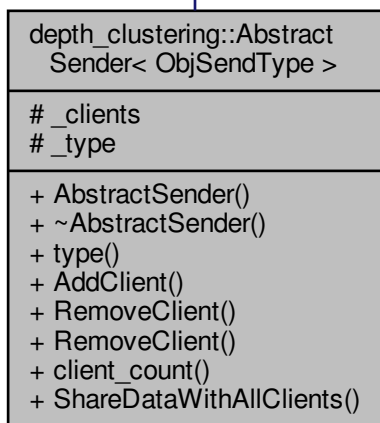 depth_clustering::Abstract
Sender< ObjSendType >
# _clients
# _type
+ AbstractSender()
+ ~AbstractSender()
+ type()
+ AddClient()
+ RemoveClient()
+ RemoveClient()
+ client_count()
+ ShareDataWithAllClients()